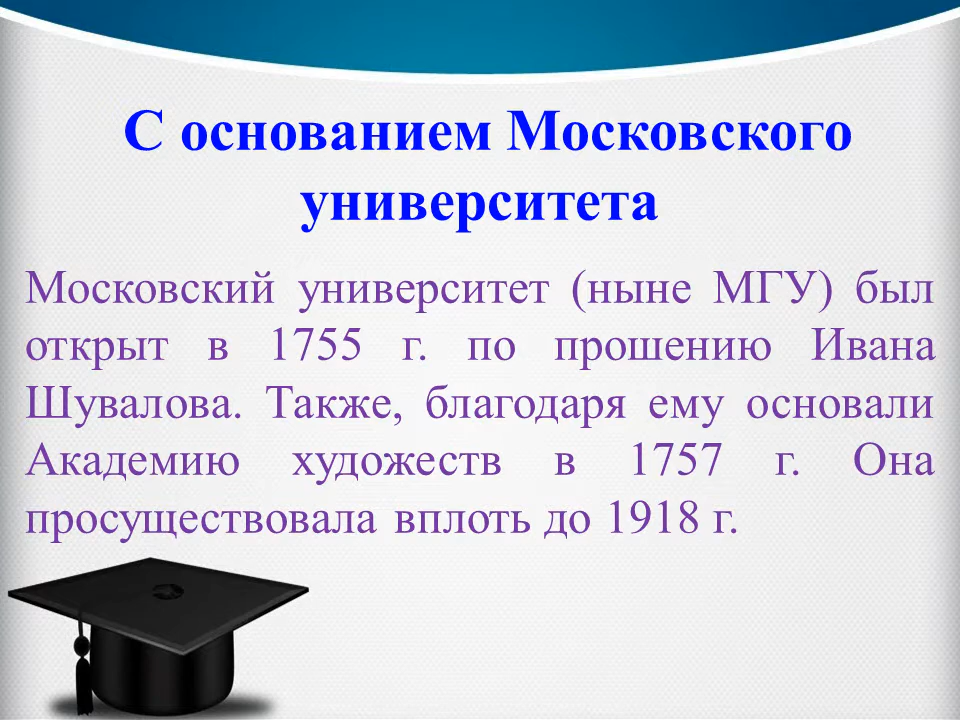 С основанием Московского
университета
Московский университет (ныне МГУ) был
открыт в 1755 г. по прошению Ивана
Шувалова. Также, благодаря ему основали
Академию художеств в 1757 г. Она
просуществовала вплоть до 1918 г.